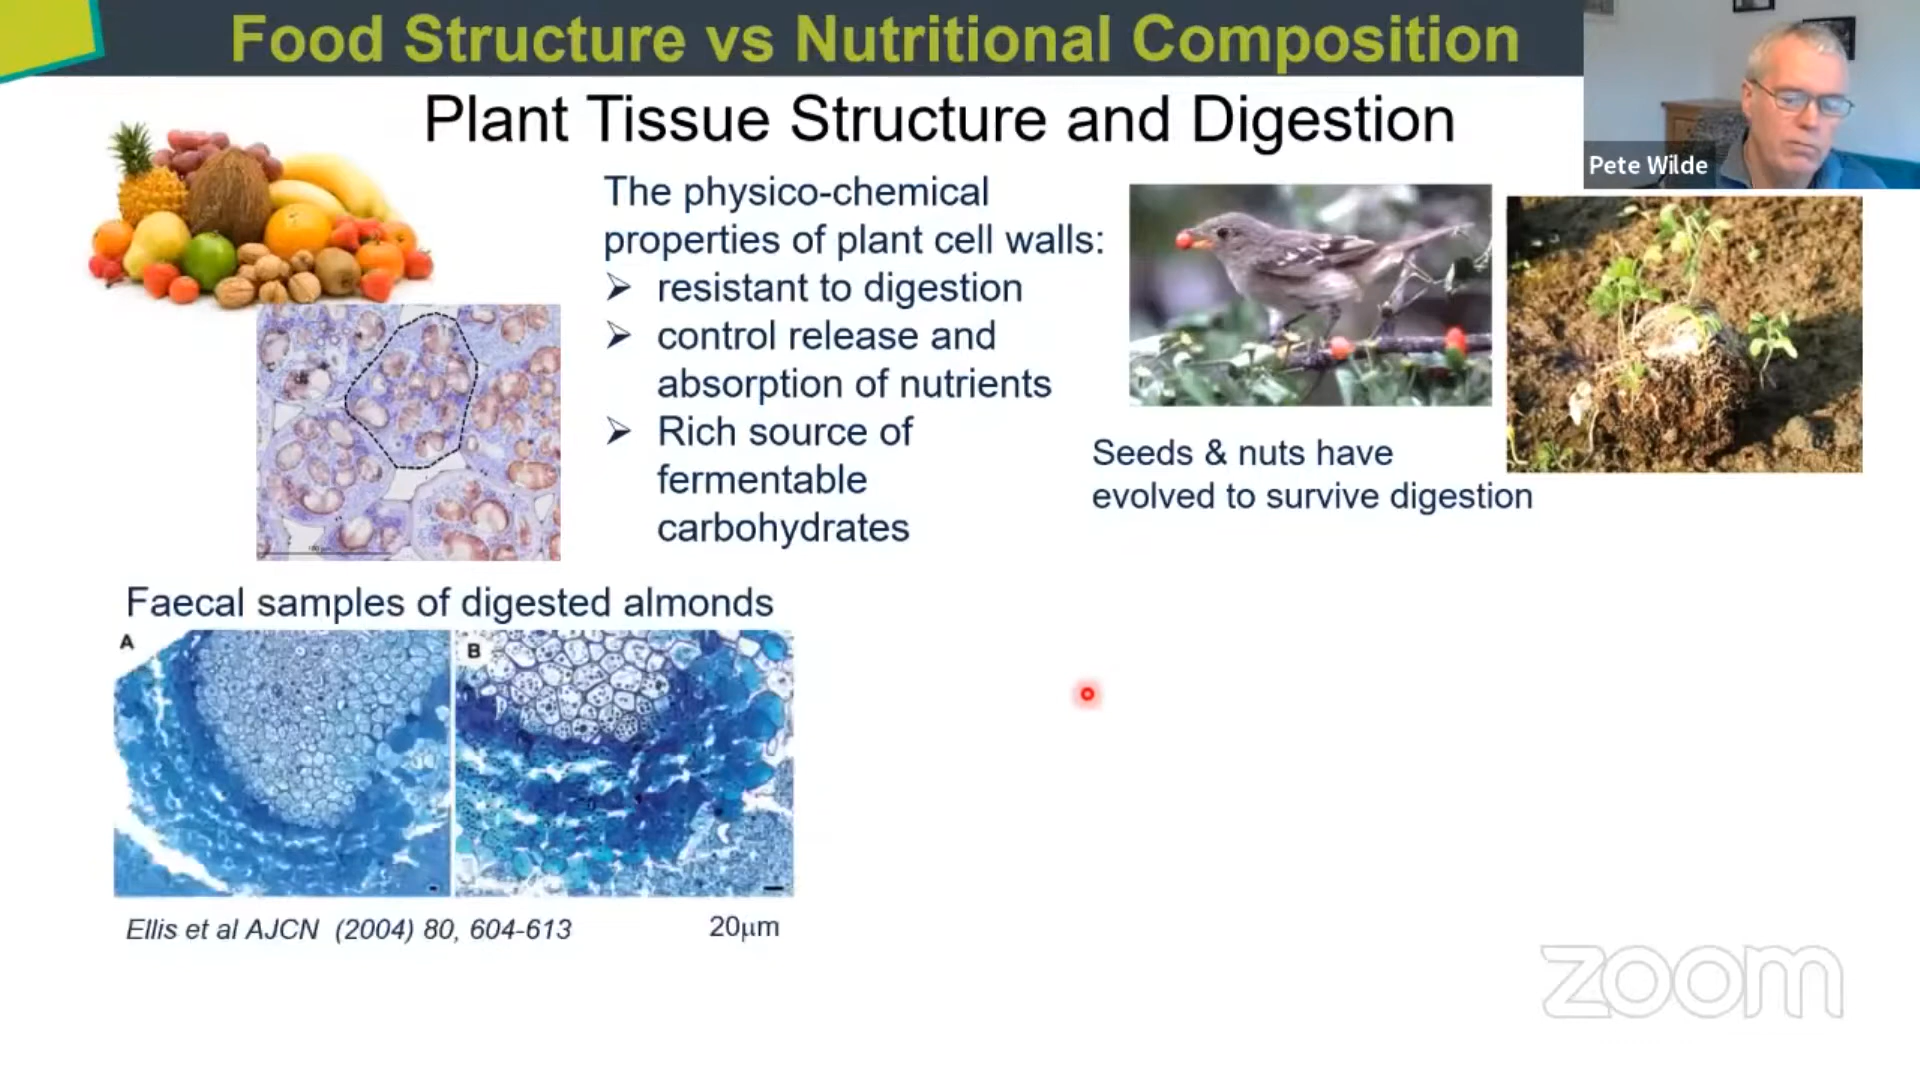 Food Structure vs Nutritional Composition
Plant Tissue Structure and Digestion
Pete Wilde
The physico-chemical
properties of plant cell walls:
➢ resistant to digestion
➢ control release and
absorption of nutrients
➢ Rich source of
fermentable
carbohydrates
Seeds & nuts have
evolved to survive digestion
Faecal samples of digested almonds
A
B
Ellis et al AJCN (2004) 80, 604-613
20μm
zoom